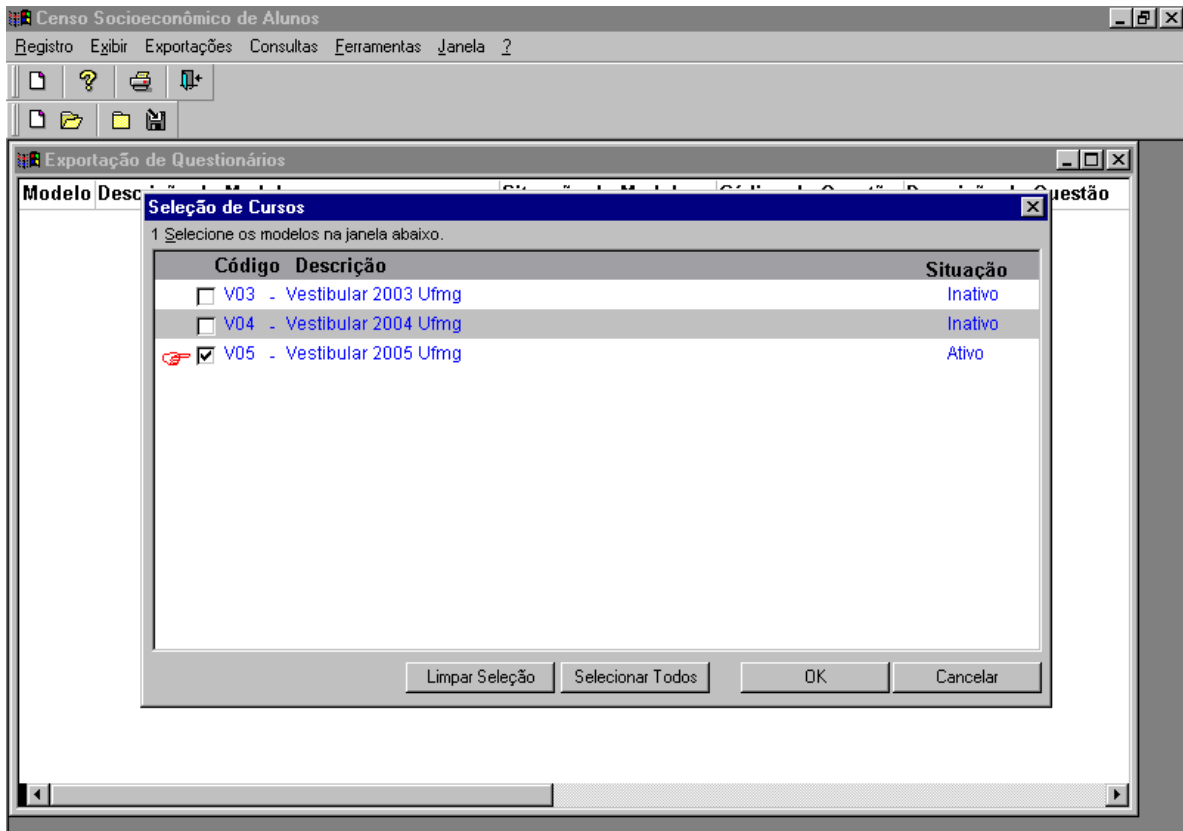 Censo Socioeconômico de Alunos
Registro Exibir Exportações Consultas Ferramentas Janela ?
Exportação de Questionários
Modelo Desc Questão
Seleção de Cursos
1 Selecione os modelos na janela abaixo.
Código Descrição Situação
V03 - Vestibular 2003 Ufmg Inativo
V04 - Vestibular 2004 Ufmg Inativo
V05 - Vestibular 2005 Ufmg Ativo
Limpar Seleção Selecionar Todos OK Cancelar